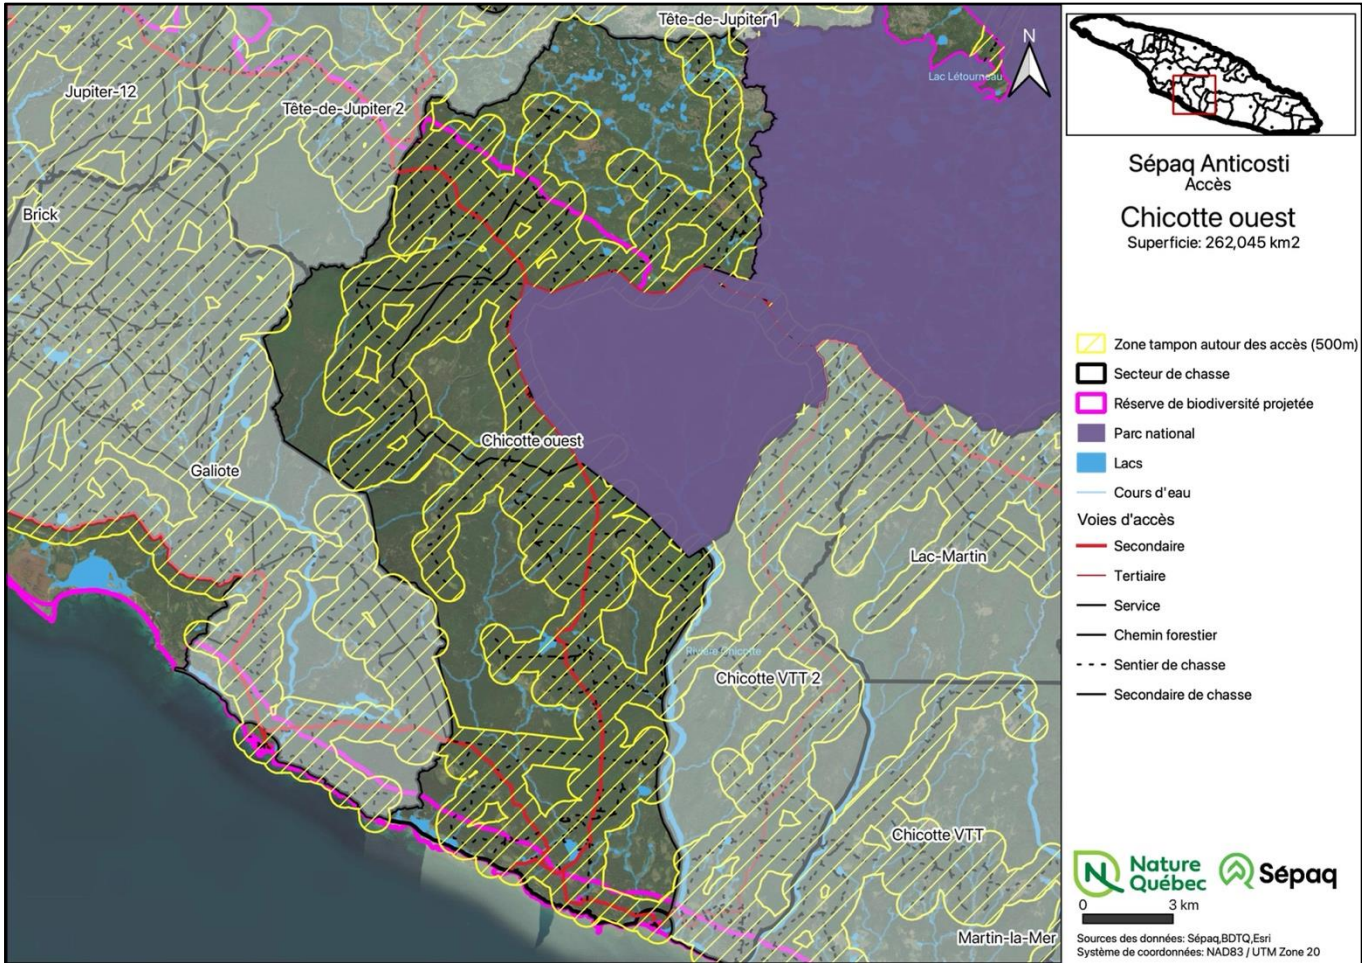 Tête-de-Jupiter 1
N
Lac Létourneau
Jupiter-12
Tête-de-Jupiter 2
Brick
Chicotte ouest
Galiote
Lac-Martin
Rivière Chicotte
Chicotte VTT 2
Chicotte VTT
Martin-la-Mer
Sépaq Anticosti
Accès
Chicotte ouest
Superficie: 262,045 km2
Zone tampon autour des accès (500m)
Secteur de chasse
Réserve de biodiversité projetée
Parc national
Lacs
Cours d'eau
Voies d'accès
Secondaire
Tertiaire
Service
Chemin forestier
Sentier de chasse
Secondaire de chasse
Nature
Québec
Sépaq
0 3 km
Sources des données: Sépaq,BDTQ,Esri
Système de coordonnées: NAD83 / UTM Zone 20